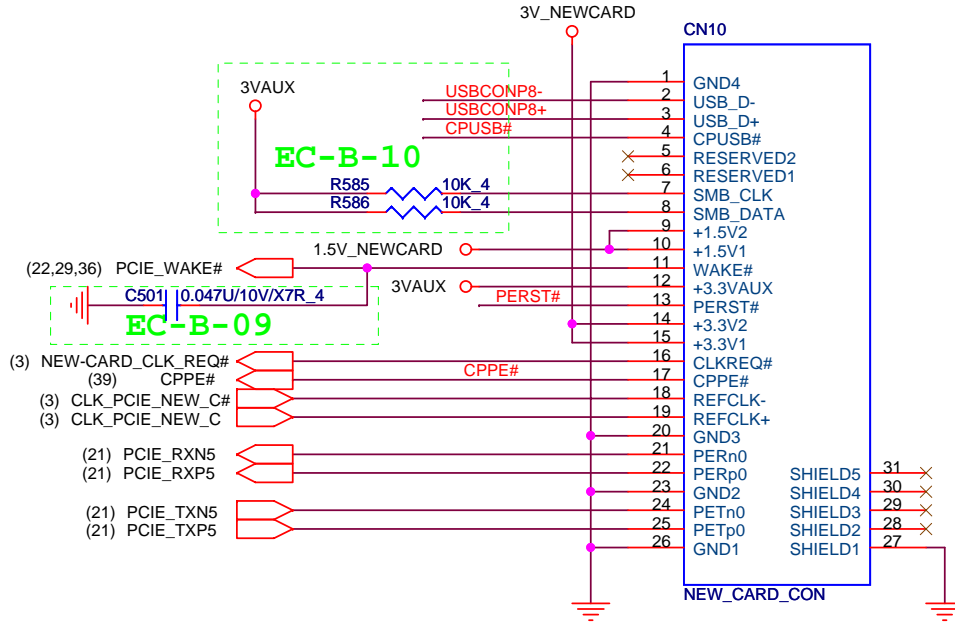 3V_NEWCARD
CN10
3VAUX
USBCONP8-
USBCONP8+
CPUSB#
EC-B-10
R585 10K_4
R586 10K_4
1.5V_NEWCARD
(22,29,36) PCIE_WAKE#
3VAUX
C501 0.047U/10V/X7R_4
PERST#
EC-B-09
(3) NEW-CARD_CLK_REQ#
(39) CPPE#
CPPE#
(3) CLK_PCIE_NEW_C#
(3) CLK_PCIE_NEW_C
(21) PCIE_RXN5
(21) PCIE_RXP5
(21) PCIE_TXN5
(21) PCIE_TXP5
1 GND4
2 USB_D-
3 USB_D+
4 CPUSB#
5 RESERVED2
6 RESERVED1
7 SMB_CLK
8 SMB_DATA
9 +1.5V2
10 +1.5V1
11 WAKE#
12 +3.3VAUX
13 PERST#
14 +3.3V2
15 +3.3V1
16 CLKREQ#
17 CPPE#
18 REFCLK-
19 REFCLK+
20 GND3
21 PERn0
22 PERp0
23 GND2
24 PETn0
25 PETp0
26 GND1
SHIELD5 31
SHIELD4 30
SHIELD3 29
SHIELD2 28
SHIELD1 27
NEW_CARD_CON